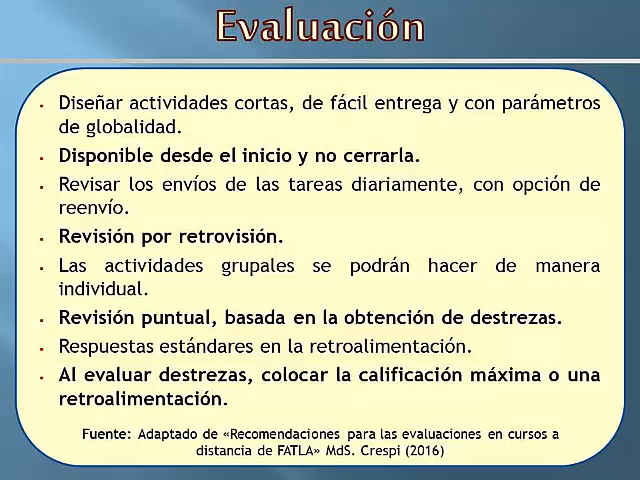 Evaluación
▪ Diseñar actividades cortas, de fácil entrega y con parámetros
de globalidad.
▪ Disponible desde el inicio y no cerrarla.
▪ Revisar los envíos de las tareas diariamente, con opción de
reenvío.
▪ Revisión por retrovisión.
▪ Las actividades grupales se podrán hacer de manera
individual.
▪ Revisión puntual, basada en la obtención de destrezas.
▪ Respuestas estándares en la retroalimentación.
▪ Al evaluar destrezas, colocar la calificación máxima o una
retroalimentación.
Fuente: Adaptado de «Recomendaciones para las evaluaciones en cursos a
distancia de FATLA» MdS. Crespi (2016)